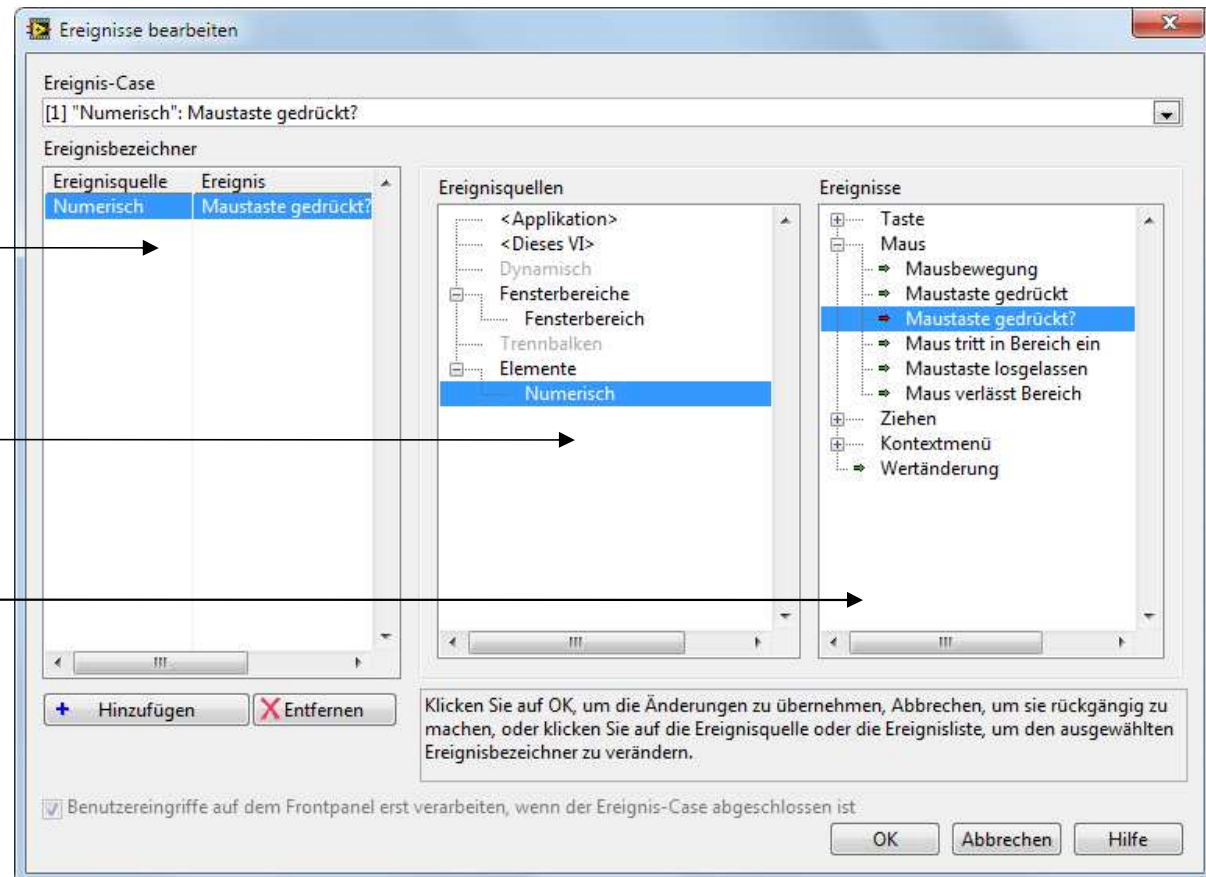 Ereignisse bearbeiten
Ereignis-Case
[1] "Numerisch": Maustaste gedrückt?
Ereignisbezeichner
Ereignisquelle Ereignis
Numerisch Maustaste gedrückt?
Ereignisquellen
<Applikation>
<Dieses VI>
Dynamisch
Fensterbereiche
Fensterbereich
Trennbalken
Elemente
Numerisch
Ereignisse
Taste
Maus
Mausbewegung
Maustaste gedrückt
Maustaste gedrückt?
Maus tritt in Bereich ein
Maustaste losgelassen
Maus verlässt Bereich
Ziehen
Kontextmenü
Wertänderung
Hinzufügen
Entfernen
Klicken Sie auf OK, um die Änderungen zu übernehmen, Abbrechen, um sie rückgängig zu
machen, oder klicken Sie auf die Ereignisquelle oder die Ereignisliste, um den ausgewählten
Ereignisbezeichner zu verändern.
Benutzereingriffe auf dem Frontpanel erst verarbeiten, wenn der Ereignis-Case abgeschlossen ist
OK
Abbrechen
Hilfe